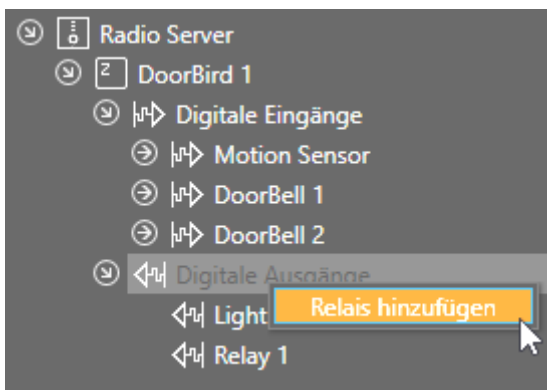 Radio Server
Z DoorBird 1
Digitale Eingänge
Motion Sensor
DoorBell 1
DoorBell 2
Digitale Ausgänge
Relais hinzufügen
Light
Relay 1